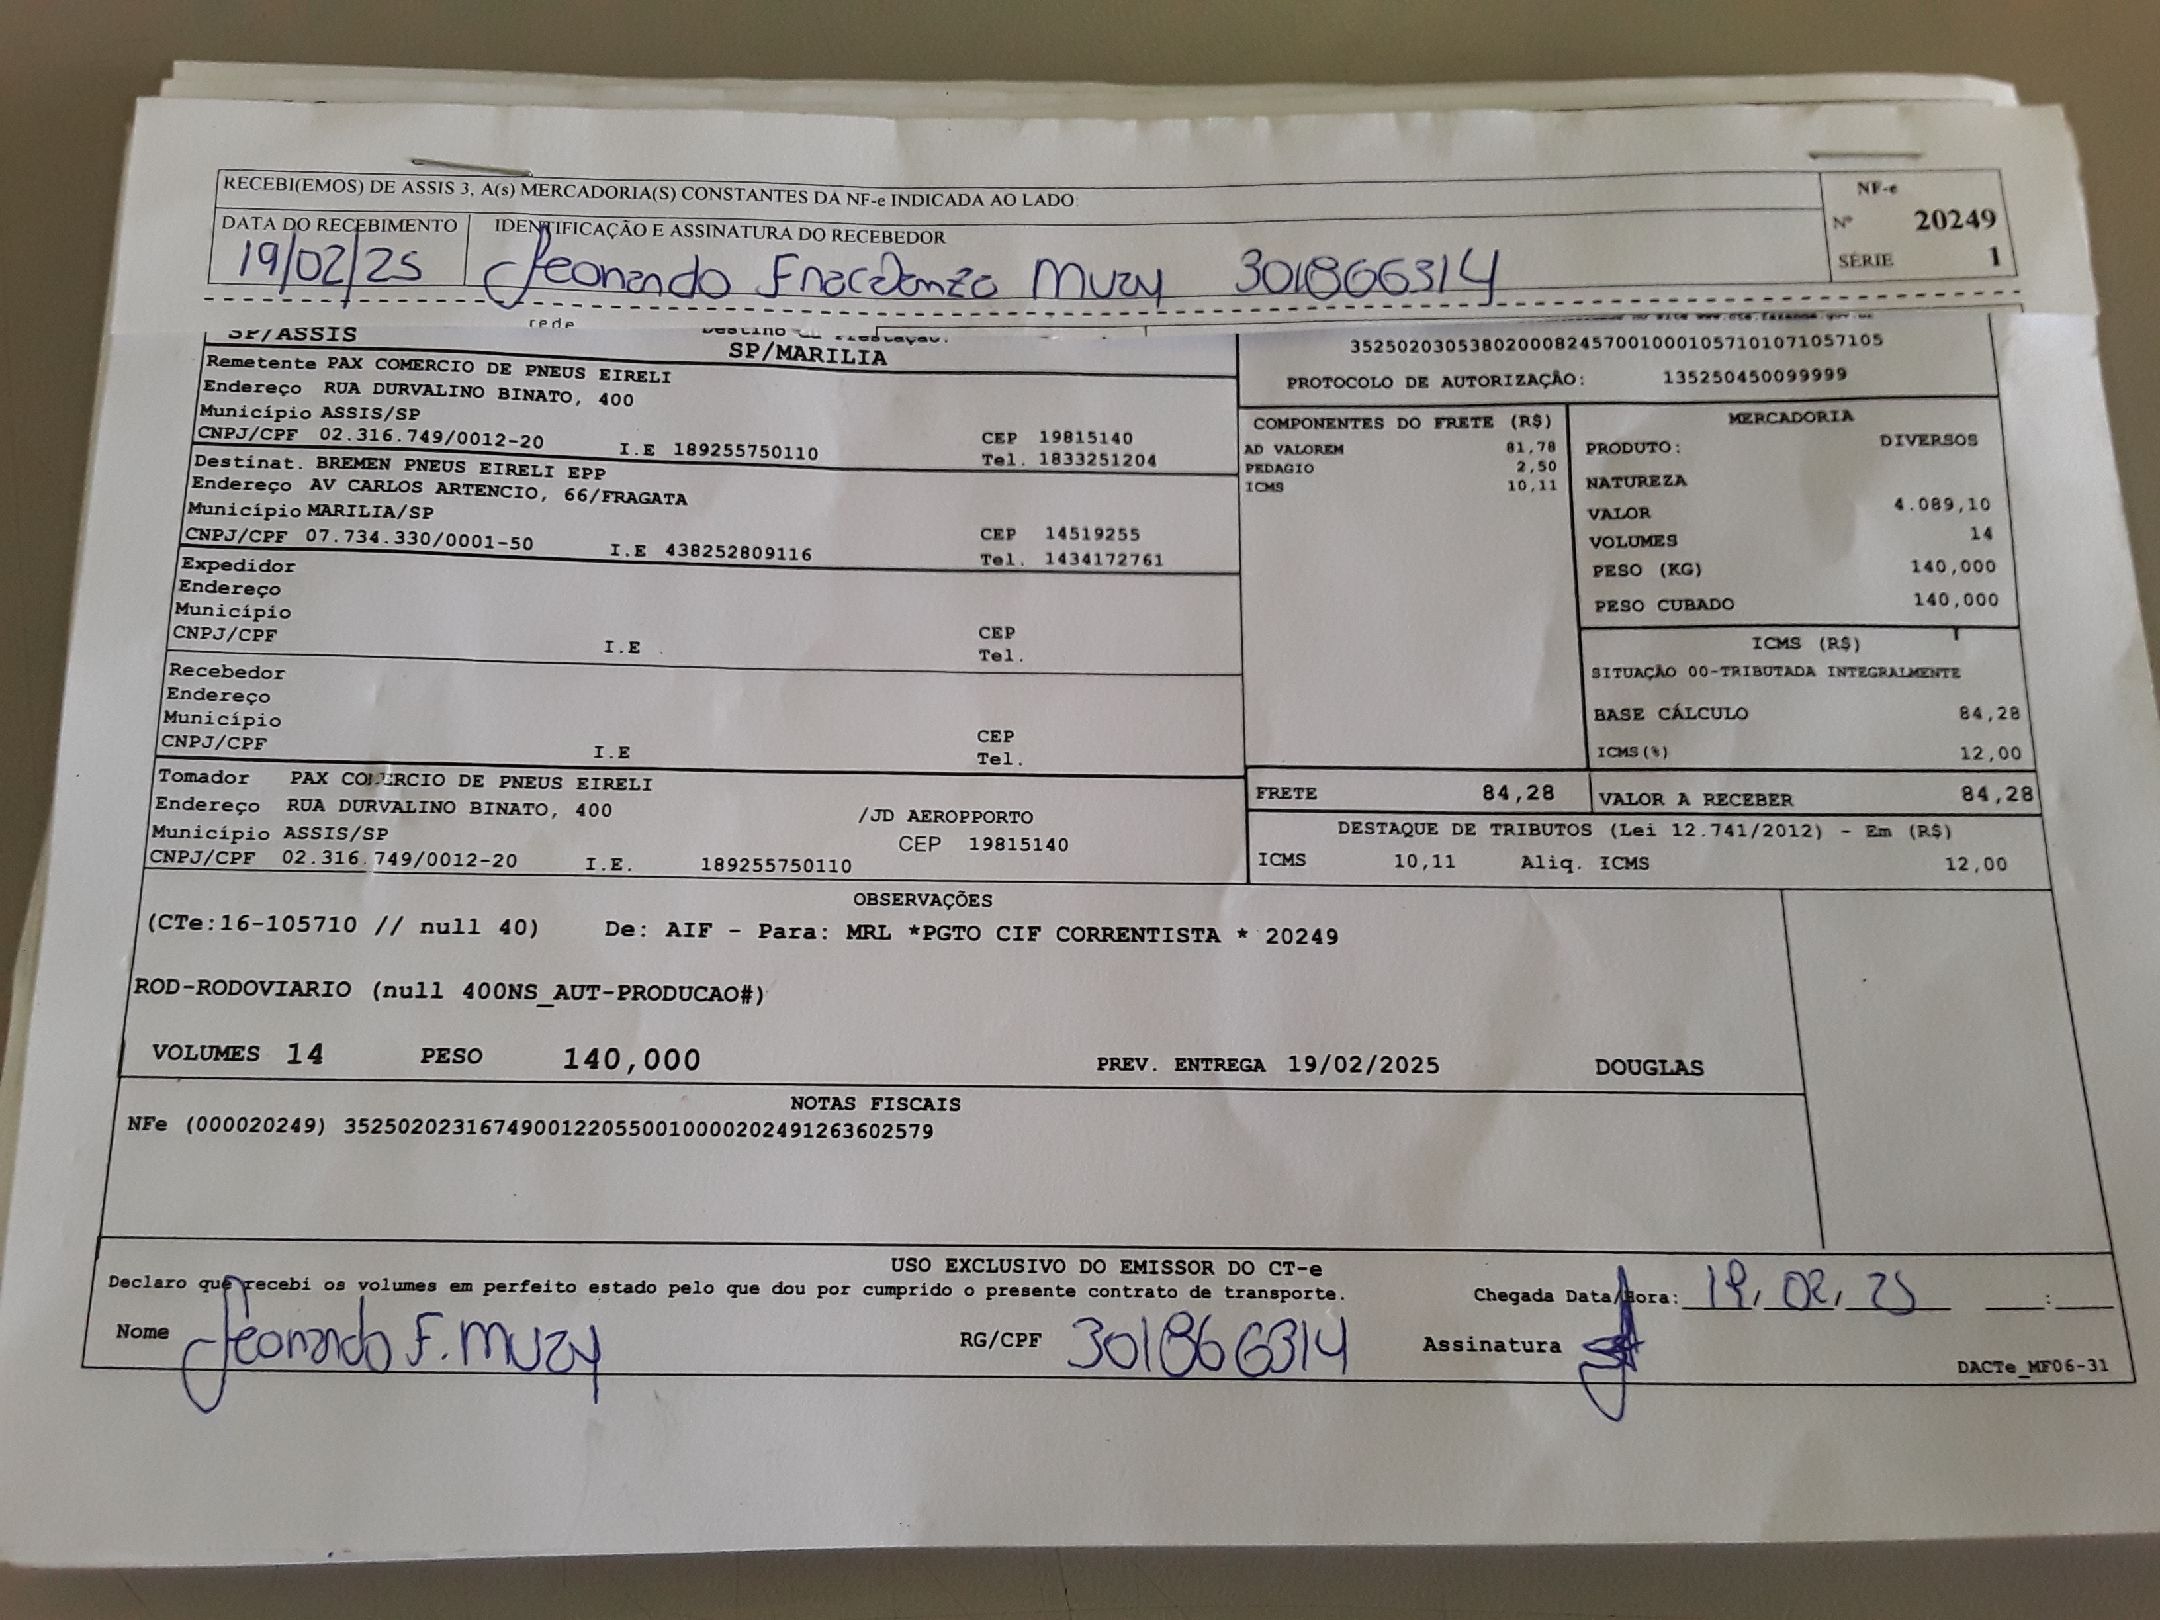 RECEBI(EMOS) DE ASSIS 3, A(s) MERCADORIA(S) CONSTANTES DA NF-e INDICADA AO LADO
NF-e
Nº 20249
SÉRIE 1
DATA DO RECEBIMENTO
19/02/25
IDENTIFICAÇÃO E ASSINATURA DO RECEBEDOR
Leonardo Muzy 301866314
rede
SP/ASSIS
SP/MARILIA
Remetente PAX COMERCIO DE PNEUS EIRELI
Endereço RUA DURVALINO BINATO, 400
Município ASSIS/SP CEP 19815140
CNPJ/CPF 02.316.749/0012-20 I.E 189255750110 Tel. 1833251204
Destinat. BREMEN PNEUS EIRELI EPP
Endereço AV CARLOS ARTENCIO, 66/FRAGATA
Município MARILIA/SP CEP 14519255
CNPJ/CPF 07.734.330/0001-50 I.E 438252809116 Tel. 1434172761
Expedidor
Endereço
Município CEP
CNPJ/CPF I.E Tel.
Recebedor
Endereço
Município CEP
CNPJ/CPF I.E Tel.
Tomador PAX COMERCIO DE PNEUS EIRELI
Endereço RUA DURVALINO BINATO, 400 /JD AEROPPORTO
Município ASSIS/SP CEP 19815140
CNPJ/CPF 02.316.749/0012-20 I.E. 189255750110
35250203053802000824570010001057101071057105
PROTOCOLO DE AUTORIZAÇÃO: 135250450099999
COMPONENTES DO FRETE (R$)
AD VALOREM 81,78
PEDAGIO 2,50
ICMS 10,11
MERCADORIA
PRODUTO: DIVERSOS
NATUREZA
VALOR 4.089,10
VOLUMES 14
PESO (KG) 140,000
PESO CUBADO 140,000
ICMS (R$)
SITUAÇÃO 00-TRIBUTADA INTEGRALMENTE
BASE CÁLCULO 84,28
ICMS(%) 12,00
FRETE 84,28 VALOR A RECEBER 84,28
DESTAQUE DE TRIBUTOS (Lei 12.741/2012) - Em (R$)
ICMS 10,11 Aliq. ICMS 12,00
OBSERVAÇÕES
(CTe:16-105710 // null 40) De: AIF - Para: MRL *PGTO CIF CORRENTISTA * 20249
ROD-RODOVIARIO (null 400NS_AUT-PRODUCAO#)
VOLUMES 14 PESO 140,000 PREV. ENTREGA 19/02/2025 DOUGLAS
NOTAS FISCAIS
NFe (000020249) 35250202316749001220550010000202491263602579
USO EXCLUSIVO DO EMISSOR DO CT-e
Declaro que recebi os volumes em perfeito estado pelo que dou por cumprido o presente contrato de transporte.
Chegada Data/Hora: 19, 02, 25 :
Nome Leonardo F. Muzy RG/CPF 301866314 Assinatura
DACTe_MF06-31